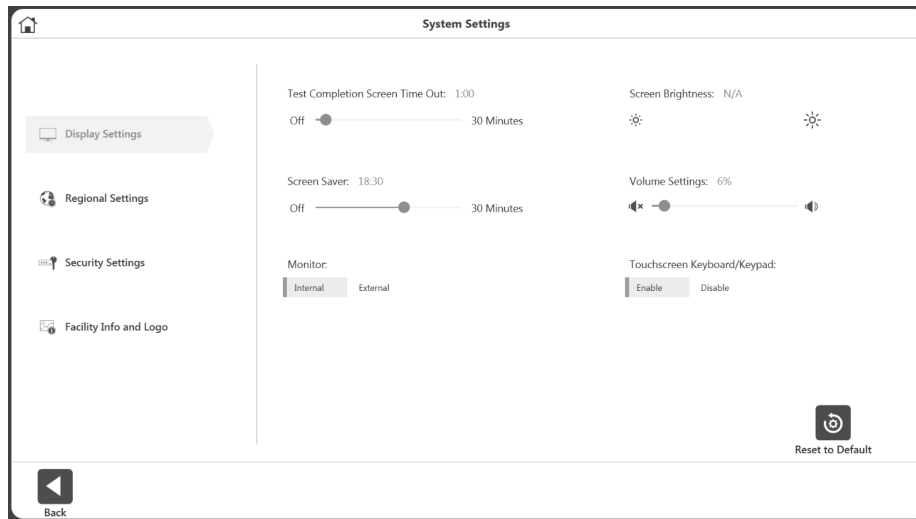 System Settings
Test Completion Screen Time Out: 1:00
Off 30 Minutes
Screen Brightness: N/A
Display Settings
Screen Saver: 18:30
Off 30 Minutes
Volume Settings: 6%
Regional Settings
Security Settings
Monitor:
Internal External
Touchscreen Keyboard/Keypad:
Enable Disable
Facility Info and Logo
Reset to Default
Back